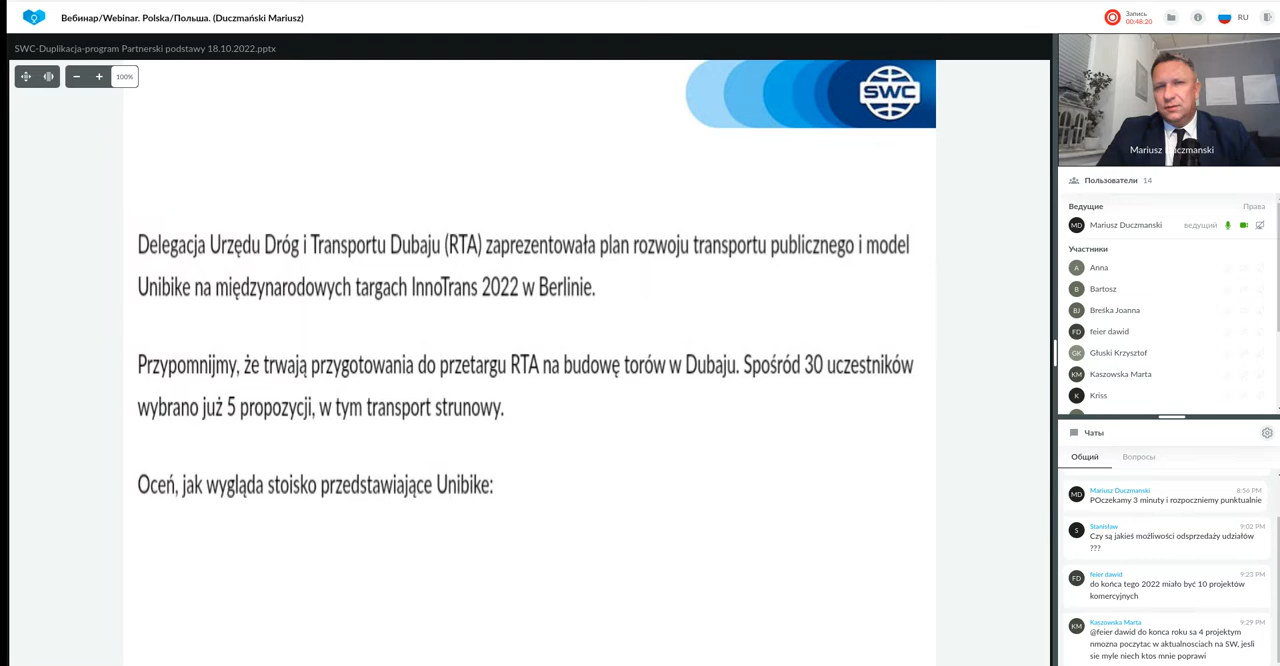 Вебинар/Webinar. Polska/Польша. (Duczmański Mariusz)
Запись
00:48:20
RU
SWC-Duplikacja-program Partnerski podstawy 18.10.2022.pptx
100%
SWC
Delegacja Urzędu Dróg i Transportu Dubaju (RTA) zaprezentowała plan rozwoju transportu publicznego i model
Unibike na międzynarodowych targach InnoTrans 2022 w Berlinie.
Przypomnijmy, że trwają przygotowania do przetargu RTA na budowę torów w Dubaju. Spośród 30 uczestników
wybrano już 5 propozycji, w tym transport strunowy.
Oceń, jak wygląda stoisko przedstawiające Unibike:
Пользователи 14
Ведущие Права
MD Mariusz Duczmanski ведущий
Участники
A Anna
B Bartosz
BJ Breśka Joanna
FD feier dawid
GK Głuski Krzysztof
KM Kaszowska Marta
K Kriss
Чаты
Общий Вопросы
MD Mariusz Duczmanski 8:56 PM
POczekamy 3 minuty i rozpoczniemy punktualnie
S Stanisław 9:02 PM
Czy są jakieś możliwości odsprzedaży udziałów
???
FD feier dawid 9:23 PM
do końca tego 2022 miało być 10 projektów
komercyjnych
KM Kaszowska Marta 9:29 PM
@feier dawid do konca roku sa 4 projektym
nmozna poczytac w aktualnosciach na SW, jesli
sie myle niech ktos mnie poprawi